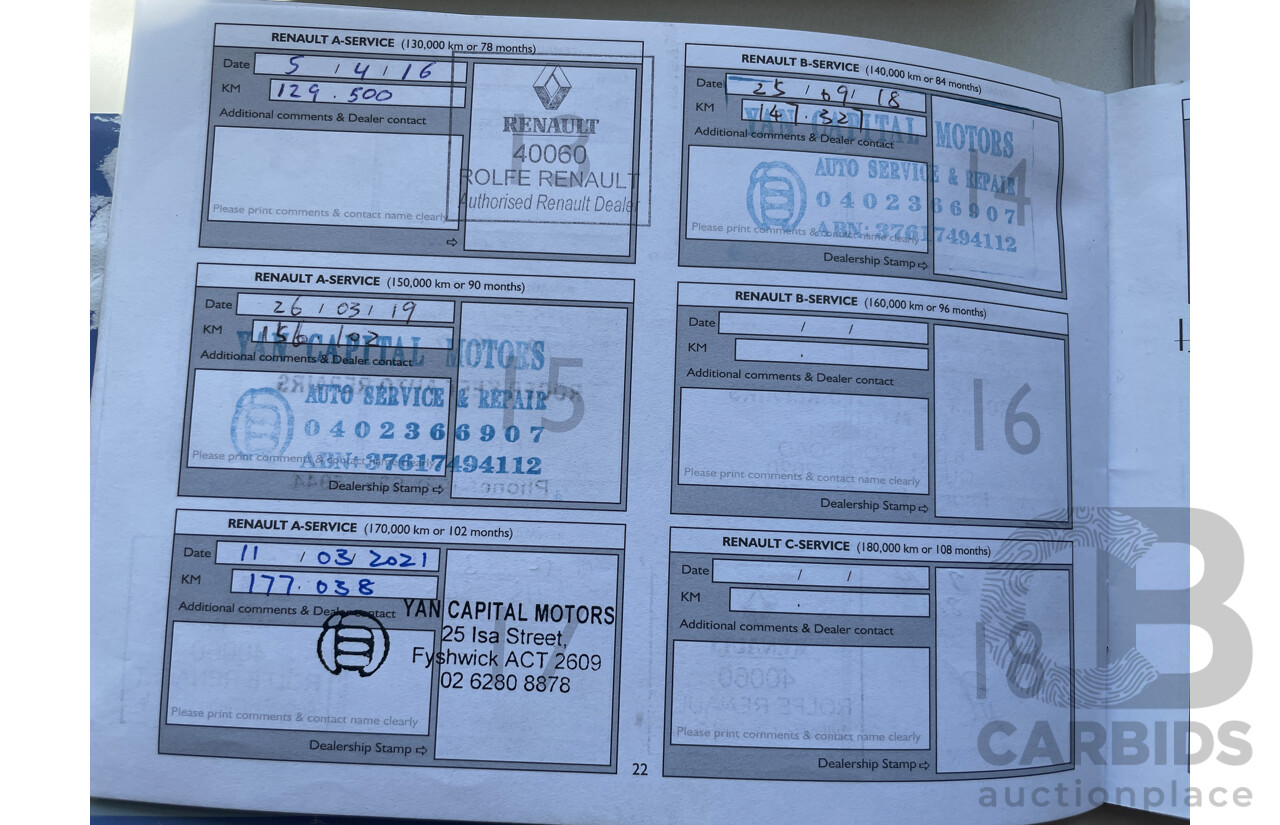 RENAULT A-SERVICE (130,000 km or 78 months)
Date 5 / 4 / 16
KM 129.500
Additional comments & Dealer contact
Please print comments & contact name clearly
13
RENAULT
40060
ROLFE RENAULT
Authorised Renault Dealer
RENAULT B-SERVICE (140,000 km or 84 months)
Date 25 / 09 / 18
KM 147.327
Additional comments & Dealer contact
YAN CAPITAL MOTORS
AUTO SERVICE & REPAIR
0402366907
ABN: 37617494112
Please print comments & contact name clearly
Dealership Stamp
14
RENAULT A-SERVICE (150,000 km or 90 months)
Date 26 / 03 / 19
KM 156.102
Additional comments & Dealer contact
YAN CAPITAL MOTORS
AUTO SERVICE & REPAIR
0402366907
ABN: 37617494112
Please print comments & contact name clearly
Dealership Stamp
15
RENAULT B-SERVICE (160,000 km or 96 months)
Date / /
KM .
Additional comments & Dealer contact
Please print comments & contact name clearly
Dealership Stamp
16
RENAULT A-SERVICE (170,000 km or 102 months)
Date 11 / 03 / 2021
KM 177.038
Additional comments & Dealer contact
YAN CAPITAL MOTORS
25 Isa Street,
Fyshwick ACT 2609
02 6280 8878
Please print comments & contact name clearly
Dealership Stamp
17
RENAULT C-SERVICE (180,000 km or 108 months)
Date / /
KM .
Additional comments & Dealer contact
Please print comments & contact name clearly
Dealership Stamp
18
22
CARBIDS
auctionplace